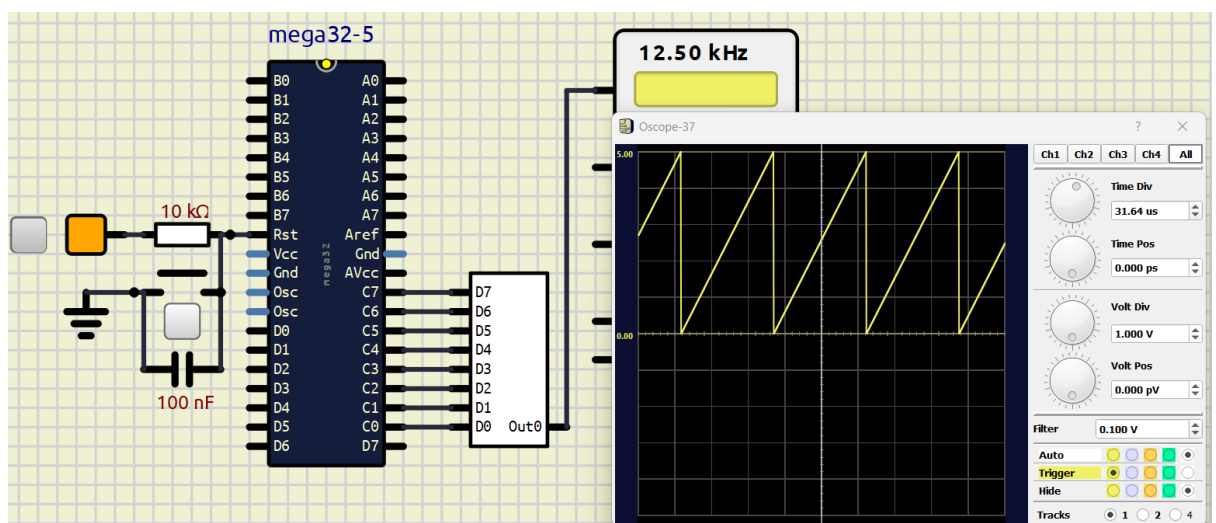 mega32-5
10 kΩ
100 nF
B0 A0
B1 A1
B2 A2
B3 A3
B4 A4
B5 A5
B6 A6
B7 A7
Rst Aref
Vcc Gnd
Gnd AVcc
Osc C7
Osc C6
D0 C5
D1 C4
D2 C3
D3 C2
D4 C1
D5 C0
D6 D7
mega32
D7
D6
D5
D4
D3
D2
D1
D0 Out0
12.50 kHz
Oscope-37
? ×
5.00
0.00
Ch1 Ch2 Ch3 Ch4 All
Time Div
31.64 us
Time Pos
0.000 ps
Volt Div
1.000 V
Volt Pos
0.000 pV
Filter 0.100 V
Auto
Trigger
Hide
Tracks 1 2 4